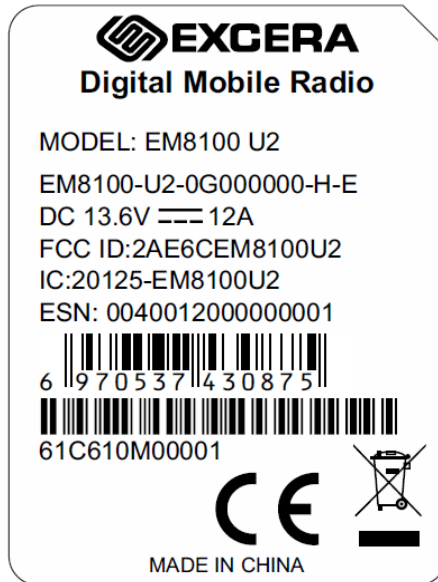 EXCERA
Digital Mobile Radio
MODEL: EM8100 U2
EM8100-U2-0G000000-H-E
DC 13.6V 12A
FCC ID:2AE6CEM8100U2
IC:20125-EM8100U2
ESN: 0040012000000001
6 970537 430875
61C610M00001
CE
MADE IN CHINA